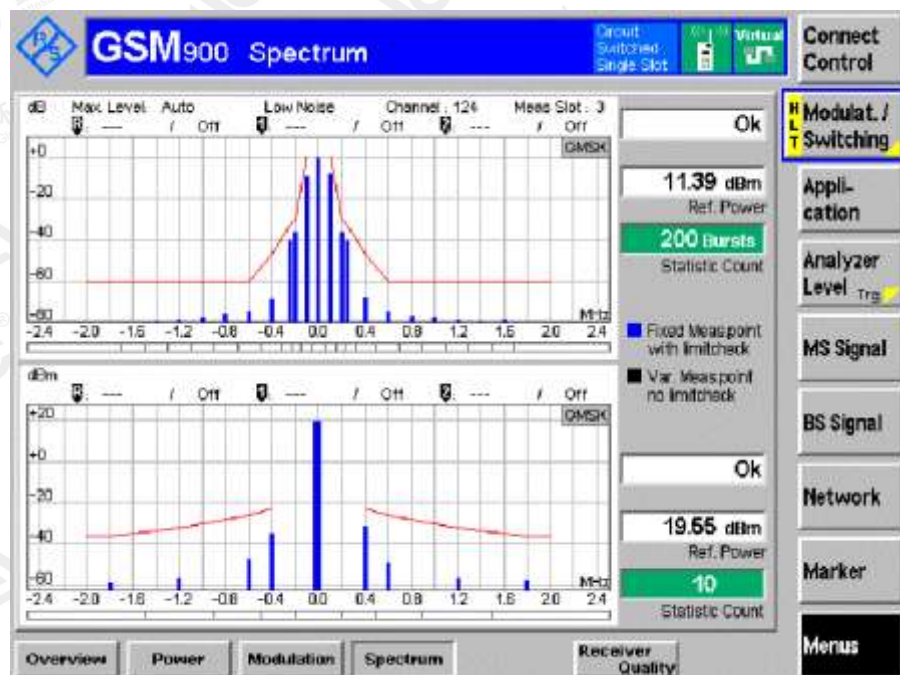 R&S
GSM900 Spectrum
Circuit Switched Single Slot
Virtual
Connect Control
dB Max. Level: Auto Low Noise Channel: 124 Meas Slot: 3
--- / Off --- / Off --- / Off
GMSK
+0
-20
-40
-60
-80
MHz
-2.4 -2.0 -1.6 -1.2 -0.8 -0.4 0.0 0.4 0.8 1.2 1.6 2.0 2.4
Ok
11.39 dBm
Ref. Power
200 Bursts
Statistic Count
Fixed Measpoint
with limitcheck
Var. Measpoint
no limitcheck
dBm
--- / Off --- / Off --- / Off
GMSK
+20
+0
-20
-40
-60
MHz
-2.4 -2.0 -1.6 -1.2 -0.8 -0.4 0.0 0.4 0.8 1.2 1.6 2.0 2.4
Ok
19.55 dBm
Ref. Power
10
Statistic Count
HLT
Modulat./
Switching
Appli-
cation
Analyzer
Level Trg
MS Signal
BS Signal
Network
Marker
Menus
Overview Power Modulation Spectrum Receiver Quality